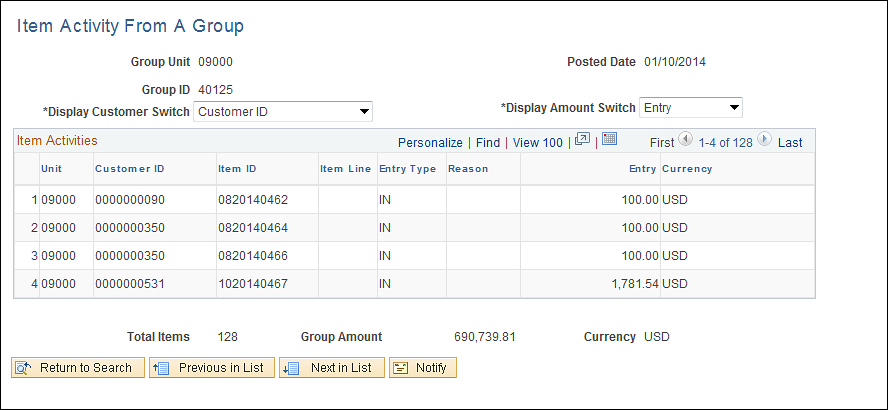 Item Activity From A Group
Group Unit 09000 Posted Date 01/10/2014
Group ID 40125
*Display Customer Switch Customer ID *Display Amount Switch Entry
Item Activities Personalize | Find | View 100 | | First 1-4 of 128 Last
Unit Customer ID Item ID Item Line Entry Type Reason Entry Currency
1 09000 0000000090 0820140462 IN 100.00 USD
2 09000 0000000350 0820140464 IN 100.00 USD
3 09000 0000000350 0820140466 IN 100.00 USD
4 09000 0000000531 1020140467 IN 1,781.54 USD
Total Items 128 Group Amount 690,739.81 Currency USD
Return to Search Previous in List Next in List Notify